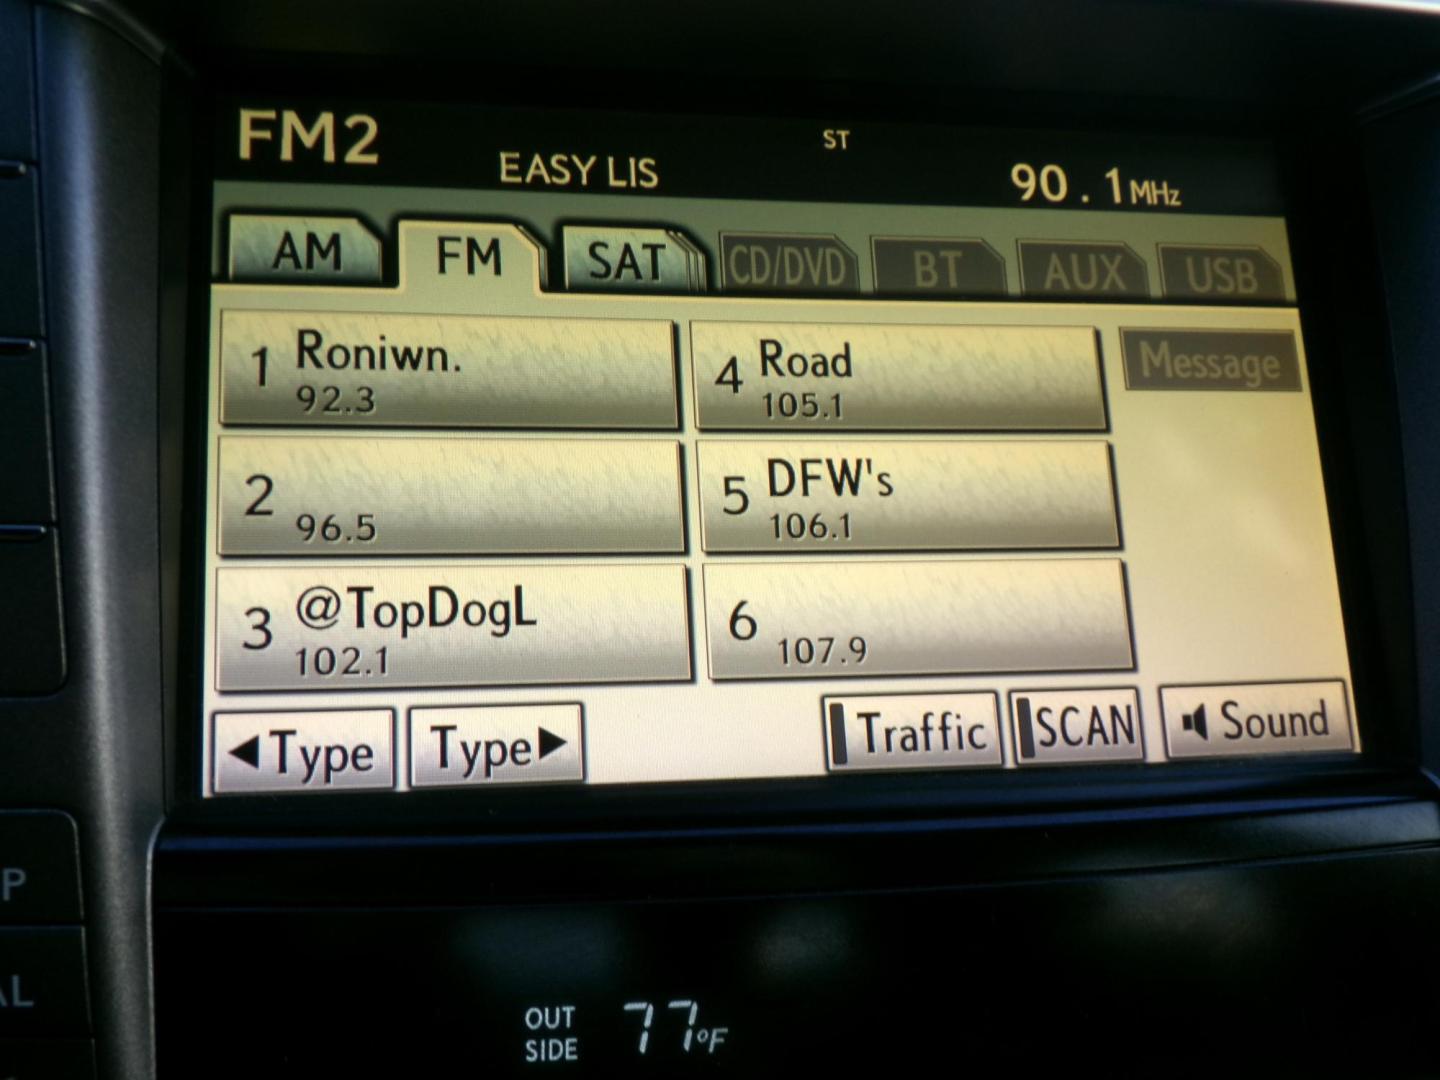 FM2
EASY LIS
ST
90.1 MHz
AM
FM
SAT
CD/DVD
BT
AUX
USB
1 Roniwn.
92.3
4 Road
105.1
Message
2
96.5
5 DFW's
106.1
3 @TopDogL
102.1
6
107.9
◀Type
Type▶
Traffic
SCAN
Sound
P
AL
OUT
SIDE
77°F